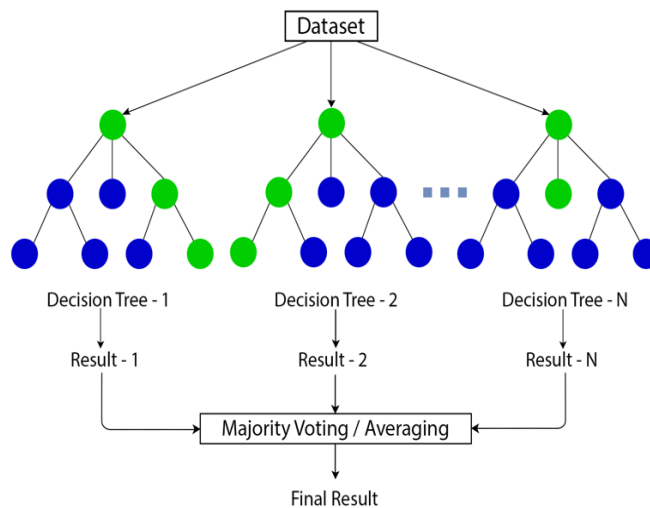 Dataset
Decision Tree - 1
Decision Tree - 2
Decision Tree - N
Result - 1
Result - 2
Result - N
Majority Voting / Averaging
Final Result